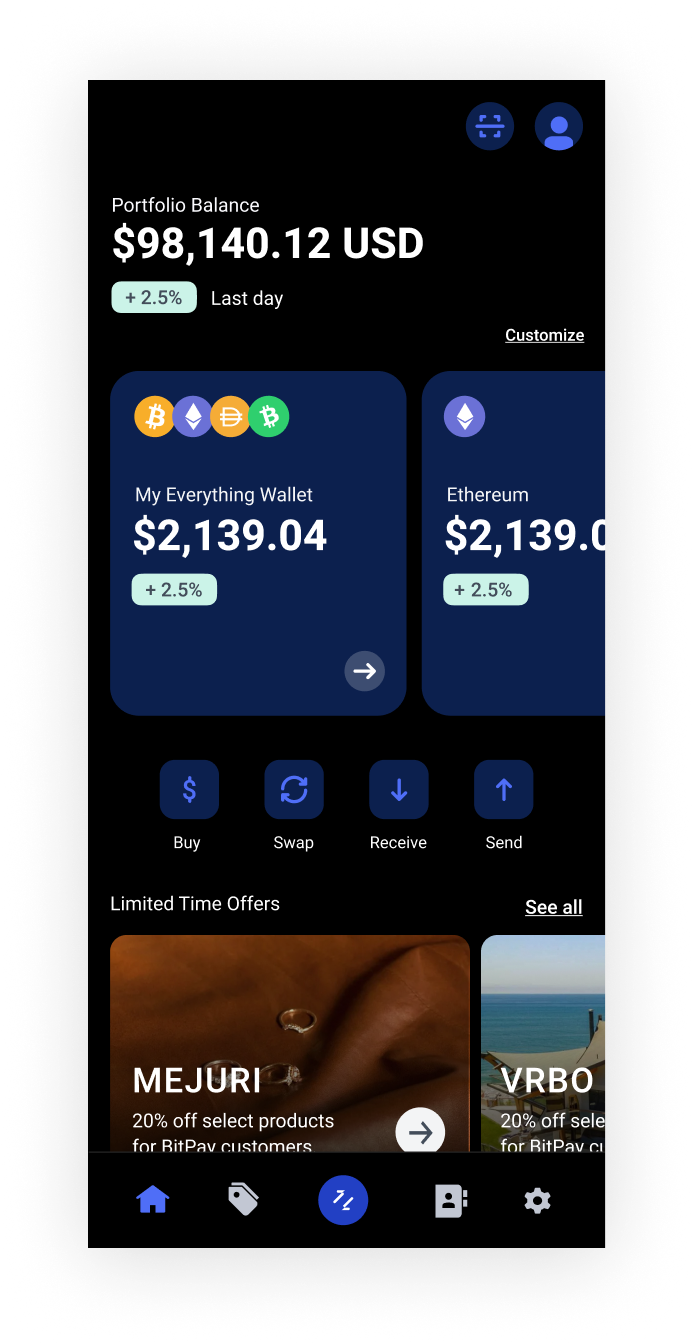 Portfolio Balance
$98,140.12 USD
+ 2.5% Last day
Customize
My Everything Wallet
$2,139.04
+ 2.5%
Ethereum
$2,139.0
+ 2.5%
$
Buy
Swap
Receive
Send
Limited Time Offers
See all
MEJURI
20% off select products
for BitPay customers
VRBO
20% off sele
for BitPay cu